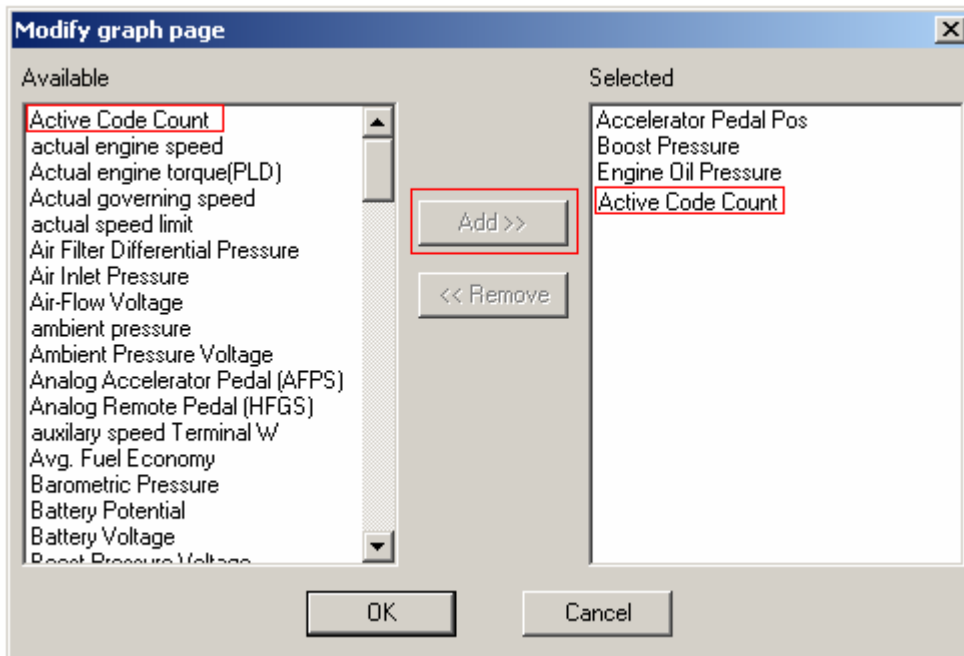 Modify graph page
Available
Active Code Count
actual engine speed
Actual engine torque(PLD)
Actual governing speed
actual speed limit
Air Filter Differential Pressure
Air Inlet Pressure
Air-Flow Voltage
ambient pressure
Ambient Pressure Voltage
Analog Accelerator Pedal (AFPS)
Analog Remote Pedal (HFGS)
auxilary speed Terminal W
Avg. Fuel Economy
Barometric Pressure
Battery Potential
Battery Voltage
Boost Pressure Voltage
Add >>
<< Remove
Selected
Accelerator Pedal Pos
Boost Pressure
Engine Oil Pressure
Active Code Count
OK
Cancel